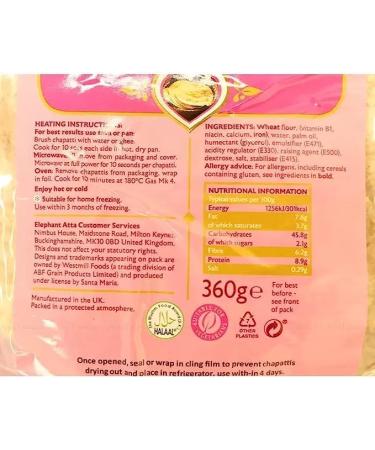 HEATING INSTRUCTIONS
For best results use pan:
Brush chapatti with water or ghee.
Cook for 10 secs each side in hot, dry pan.
Microwave: Remove from packaging and cover.
Microwave at full power for 10 seconds per chapatti.
Oven: Remove chapattis from packaging, wrap
in foil. Cook for 10 minutes at 180°C Gas Mk 4.
Enjoy hot or cold
Suitable for home freezing.
Use within 3 months of freezing.
Elephant Atta Customer Services
Nimbus House, Maidstone Road, Milton Keynes,
Buckinghamshire, MK10 0BD United Kingdom.
This does not affect your statutory rights.
Designs and trademarks appearing on pack are
owned by Westmill Foods (a trading division of
ABF Grain Products Limited) and produced
under license by Santa Maria.
Manufactured in the UK.
Packed in a protected atmosphere.
HALAAL
INGREDIENTS: Wheat flour, (vitamin B1,
niacin, calcium, iron), water, palm oil,
humectant (glycerol), emulsifier (E471),
acidity regulator (E330), raising agent (E500),
dextrose, salt, stabiliser (E415).
Allergy advice: For allergens, including cereals
containing gluten, see ingredients in bold.
NUTRITIONAL INFORMATION
Typical values per 100g
Energy 1256kJ/301kcal
Fat 7.6g
of which saturates 3.7g
Carbohydrates 45.8g
of which sugars 2.1g
Fibre 6.2g
Protein 8.9g
Salt 0.29g
360g e
Best
before -
see front
of pack
SUITABLE FOR VEGETARIANS
7
OTHER
PLASTICS
Once opened, seal or wrap in cling film to prevent chapattis
drying out and place in refrigerator, use with-in 4 days.